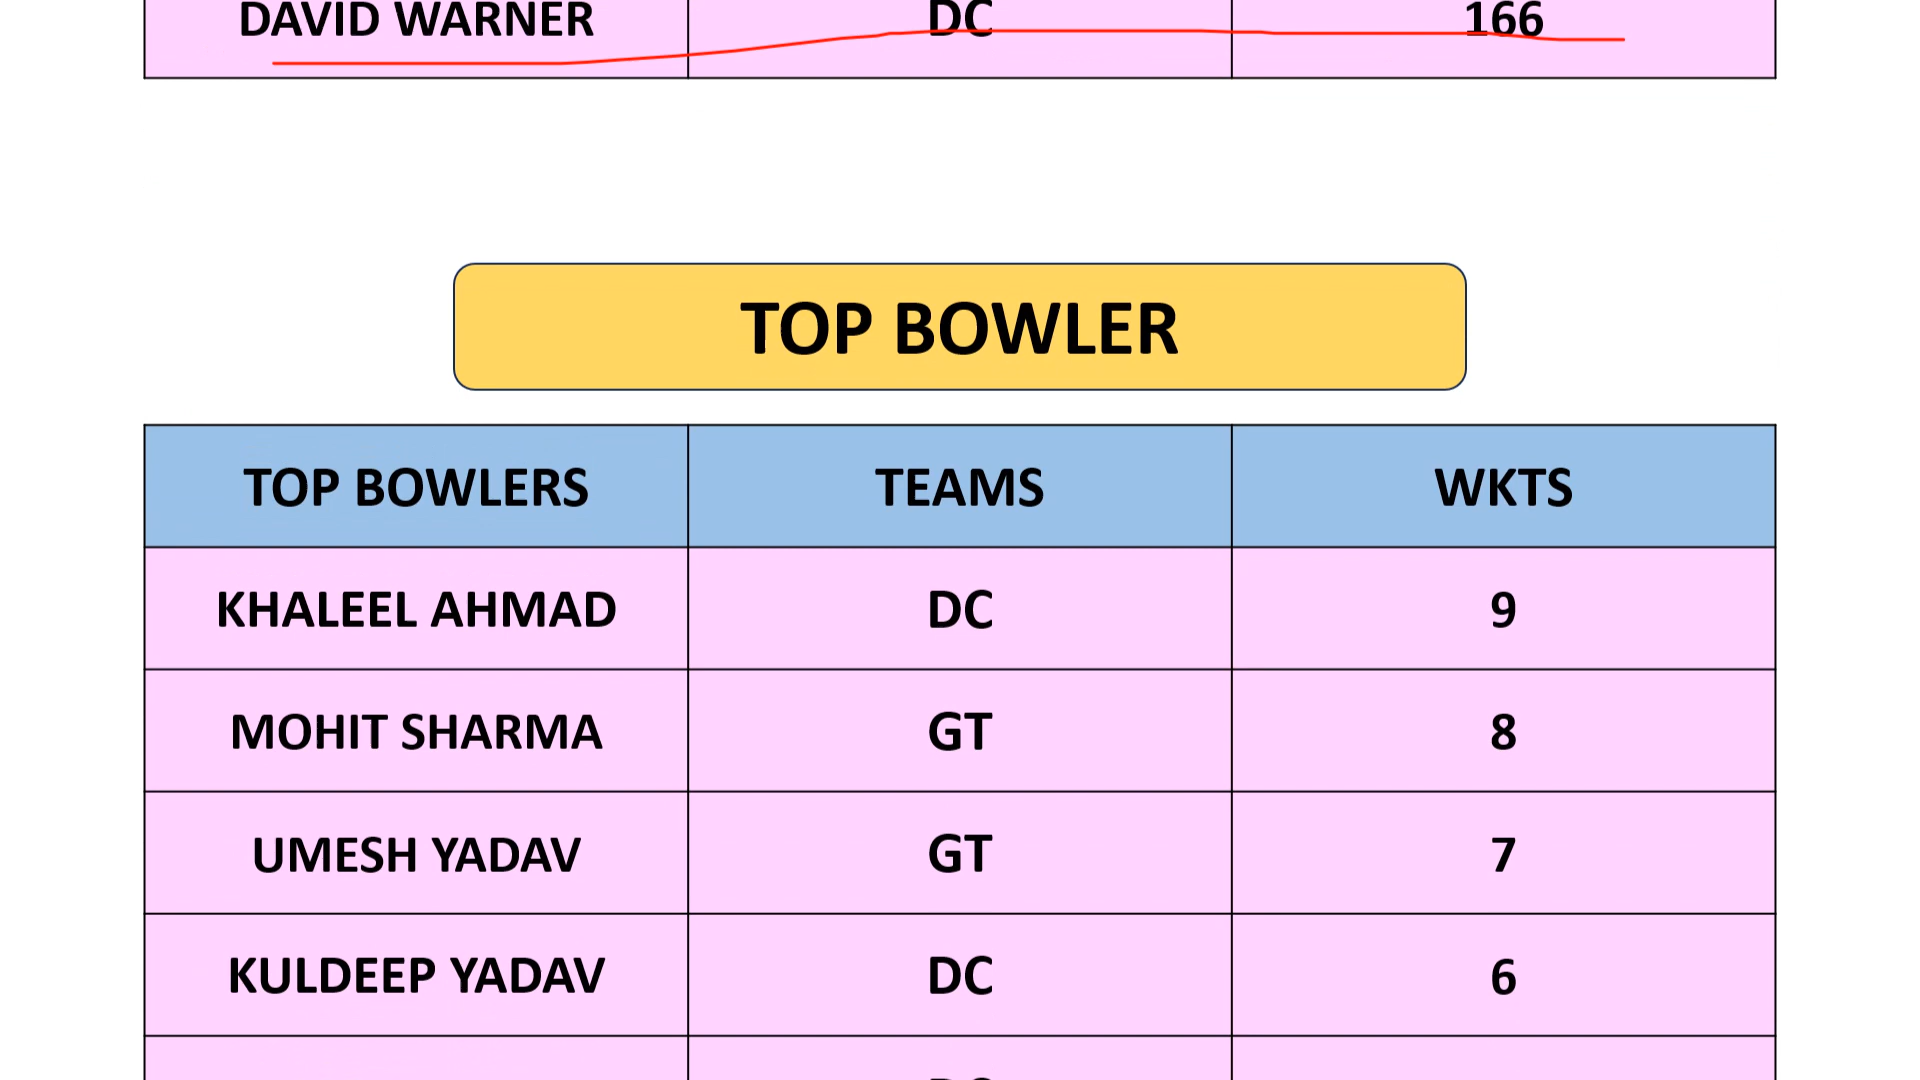 DAVID WARNER DC 166
TOP BOWLER
TOP BOWLERS TEAMS WKTS
KHALEEL AHMAD DC 9
MOHIT SHARMA GT 8
UMESH YADAV GT 7
KULDEEP YADAV DC 6